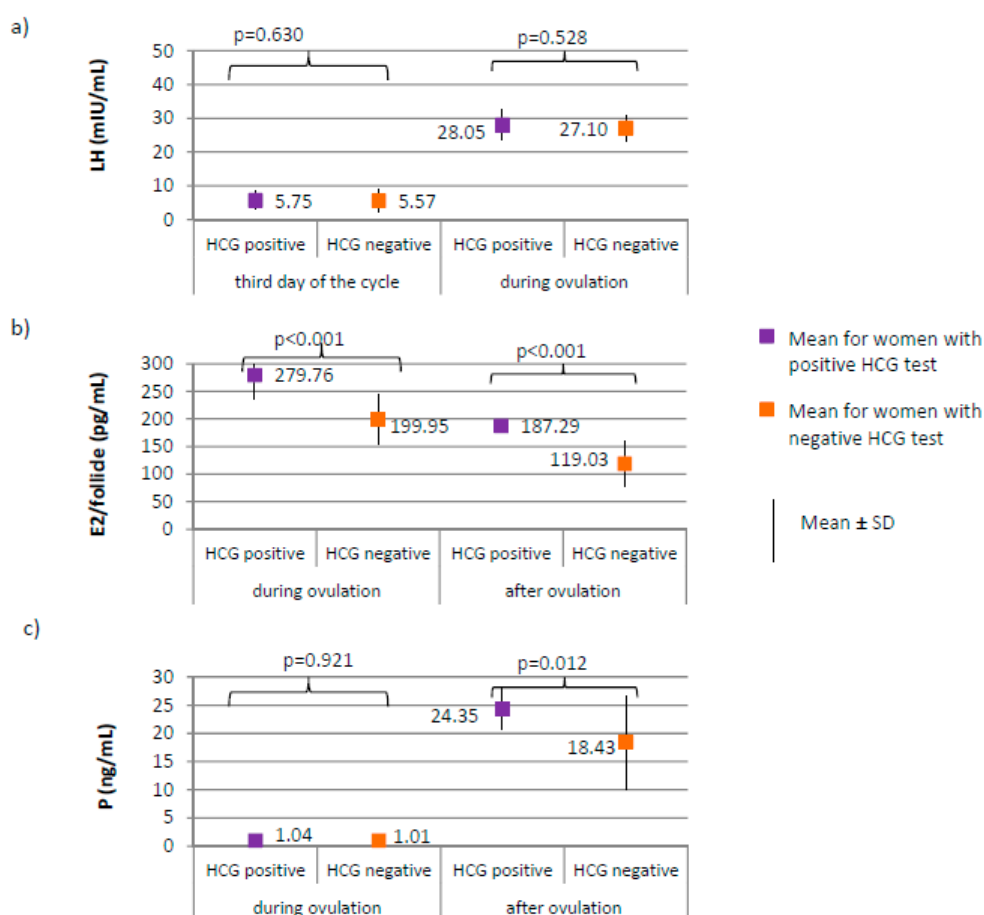 a)
p=0.630
p=0.528
LH (mIU/mL)
50
40
30
20
10
0
28.05
27.10
5.75
5.57
HCG positive
HCG negative
HCG positive
HCG negative
third day of the cycle
during ovulation
b)
p<0.001
p<0.001
E2/follide (pg/mL)
300
250
200
150
100
50
0
279.76
199.95
187.29
119.03
HCG positive
HCG negative
HCG positive
HCG negative
during ovulation
after ovulation
Mean for women with
positive HCG test
Mean for women with
negative HCG test
Mean ± SD
c)
p=0.921
p=0.012
P (ng/mL)
30
25
20
15
10
5
0
24.35
18.43
1.04
1.01
HCG positive
HCG negative
HCG positive
HCG negative
during ovulation
after ovulation